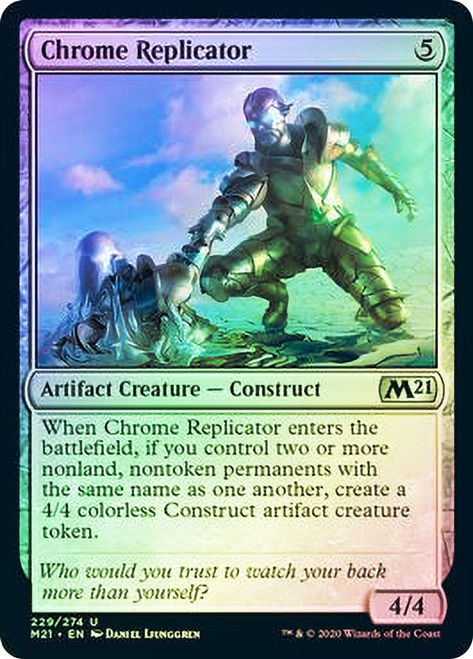 Chrome Replicator 5
Artifact Creature — Construct M21
When Chrome Replicator enters the
battlefield, if you control two or more
nonland, nontoken permanents with
the same name as one another, create a
4/4 colorless Construct artifact creature
token.
Who would you trust to watch your back
more than yourself?
4/4
229/274 U
M21 • EN Daniel Ljunggren
™ & © 2020 Wizards of the Coast